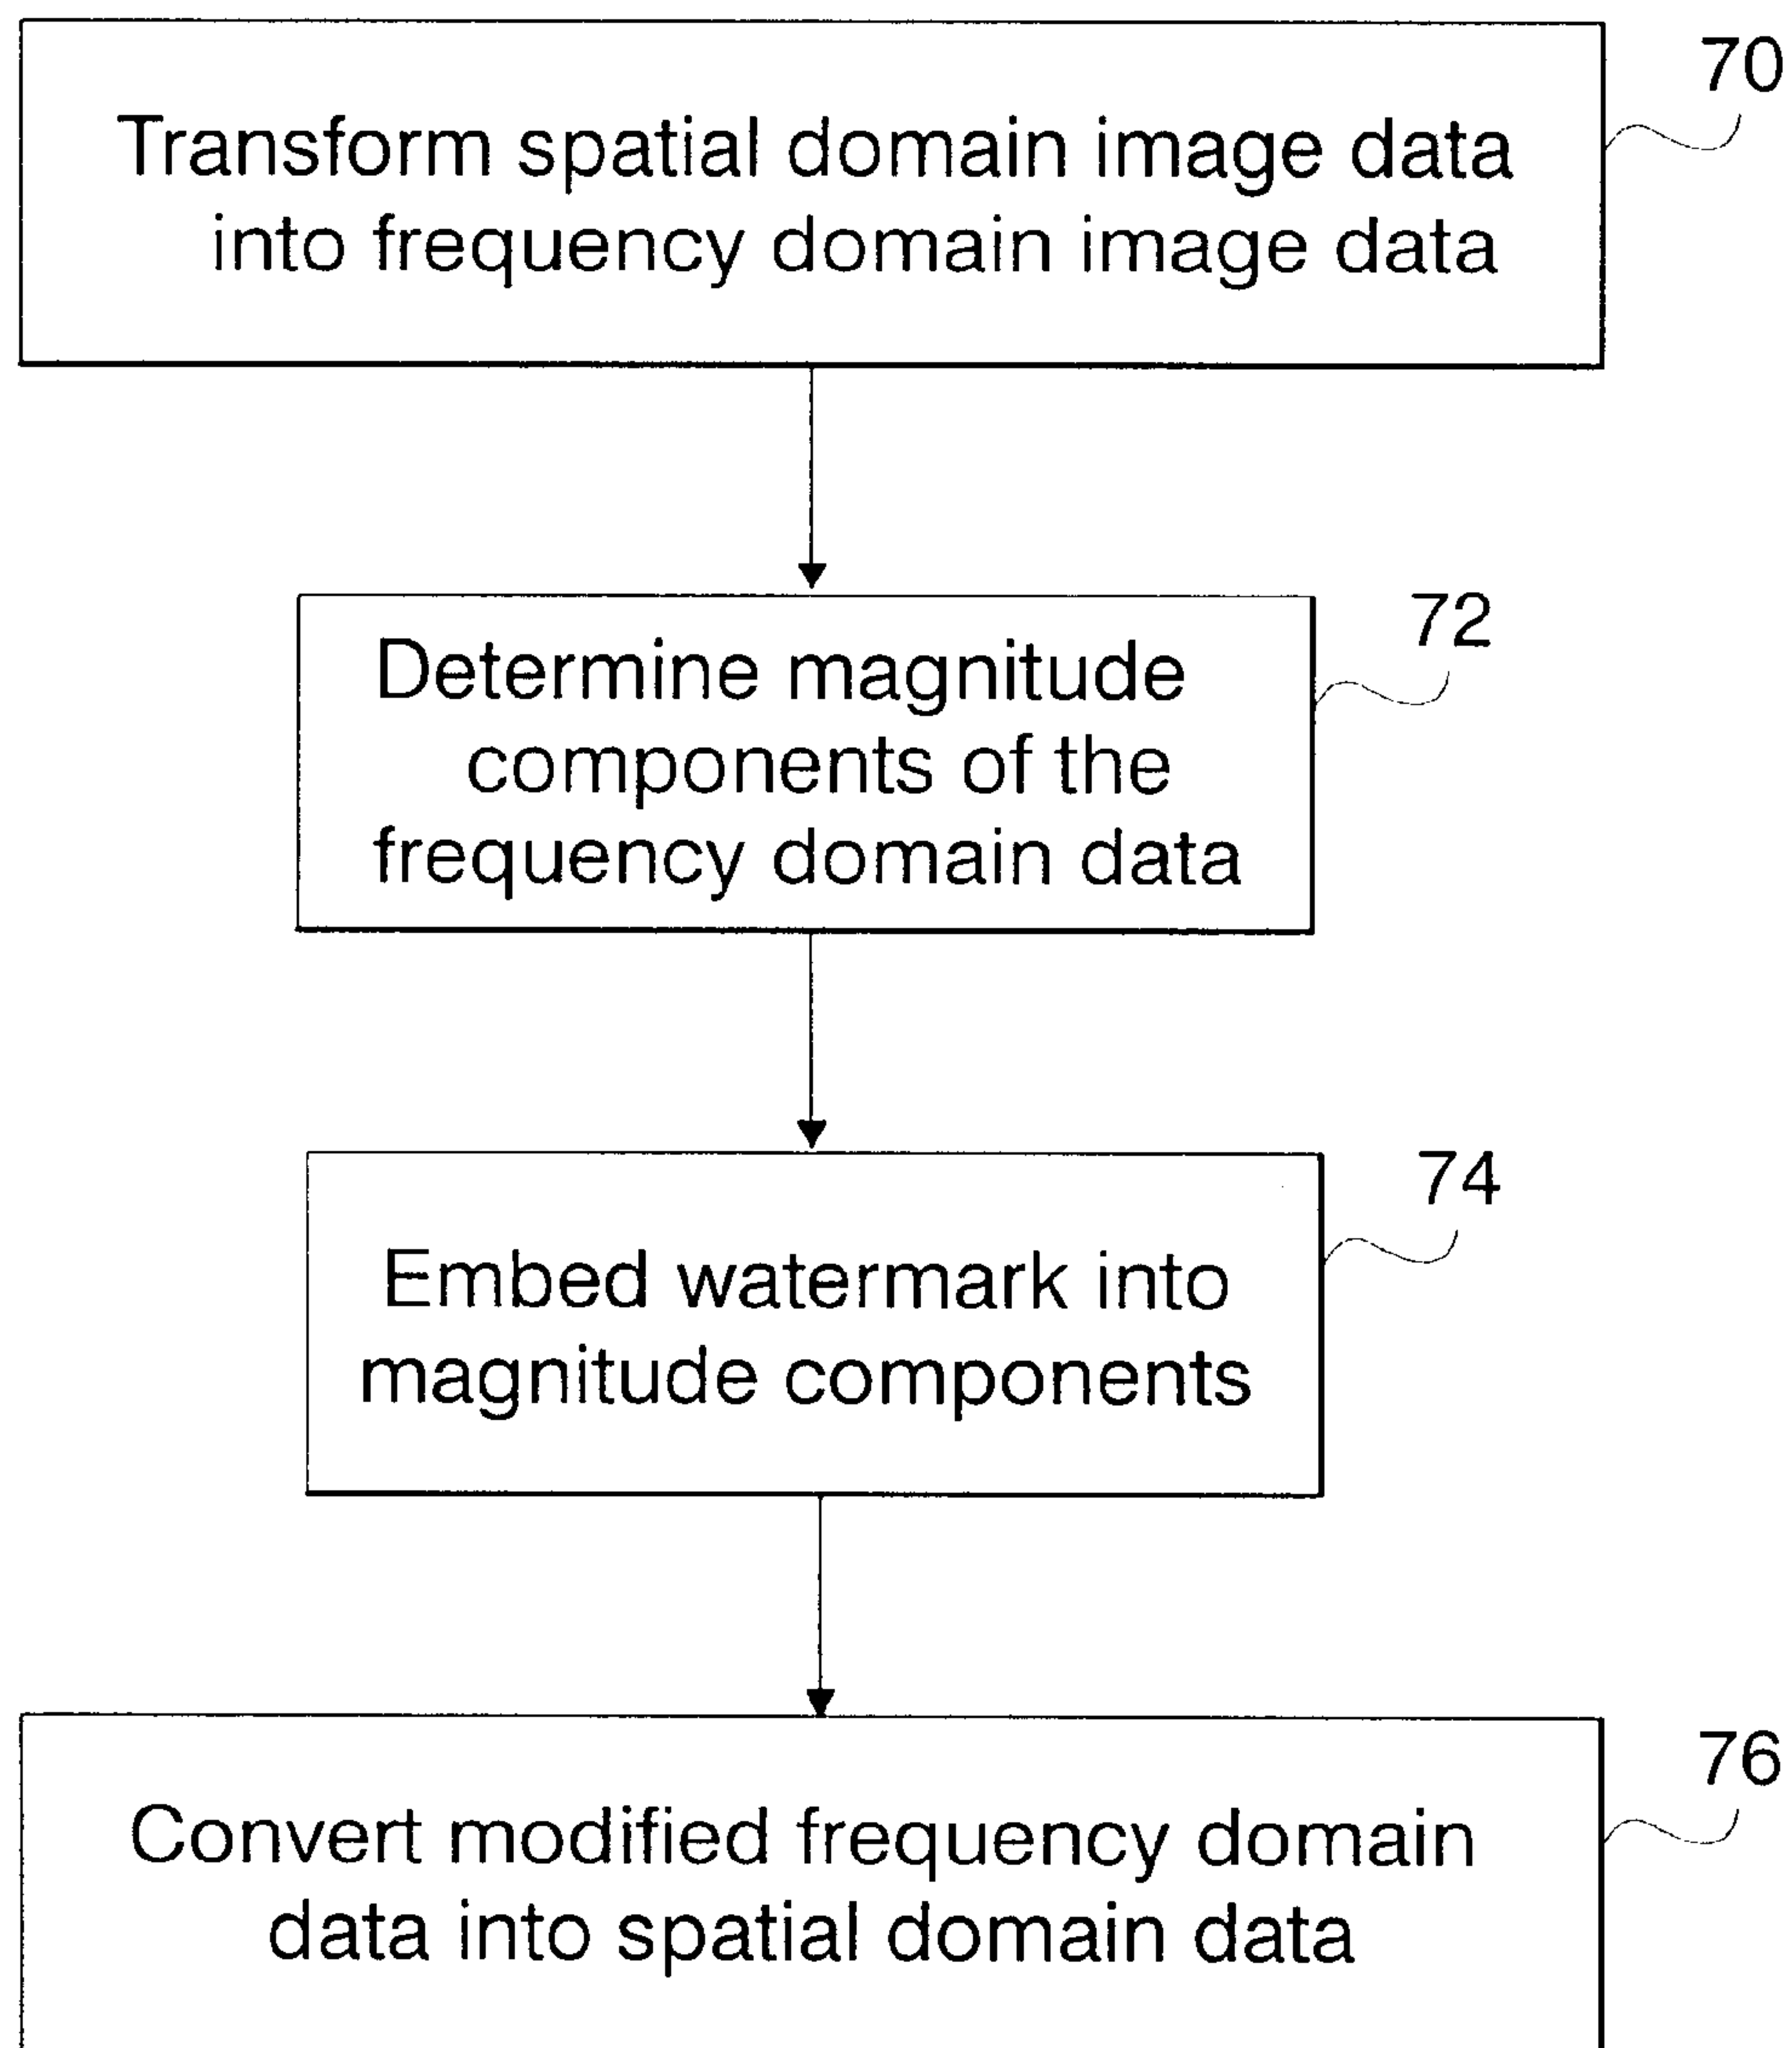 70
Transform spatial domain image data
into frequency domain image data
72
Determine magnitude
components of the
frequency domain data
74
Embed watermark into
magnitude components
76
Convert modified frequency domain
data into spatial domain data